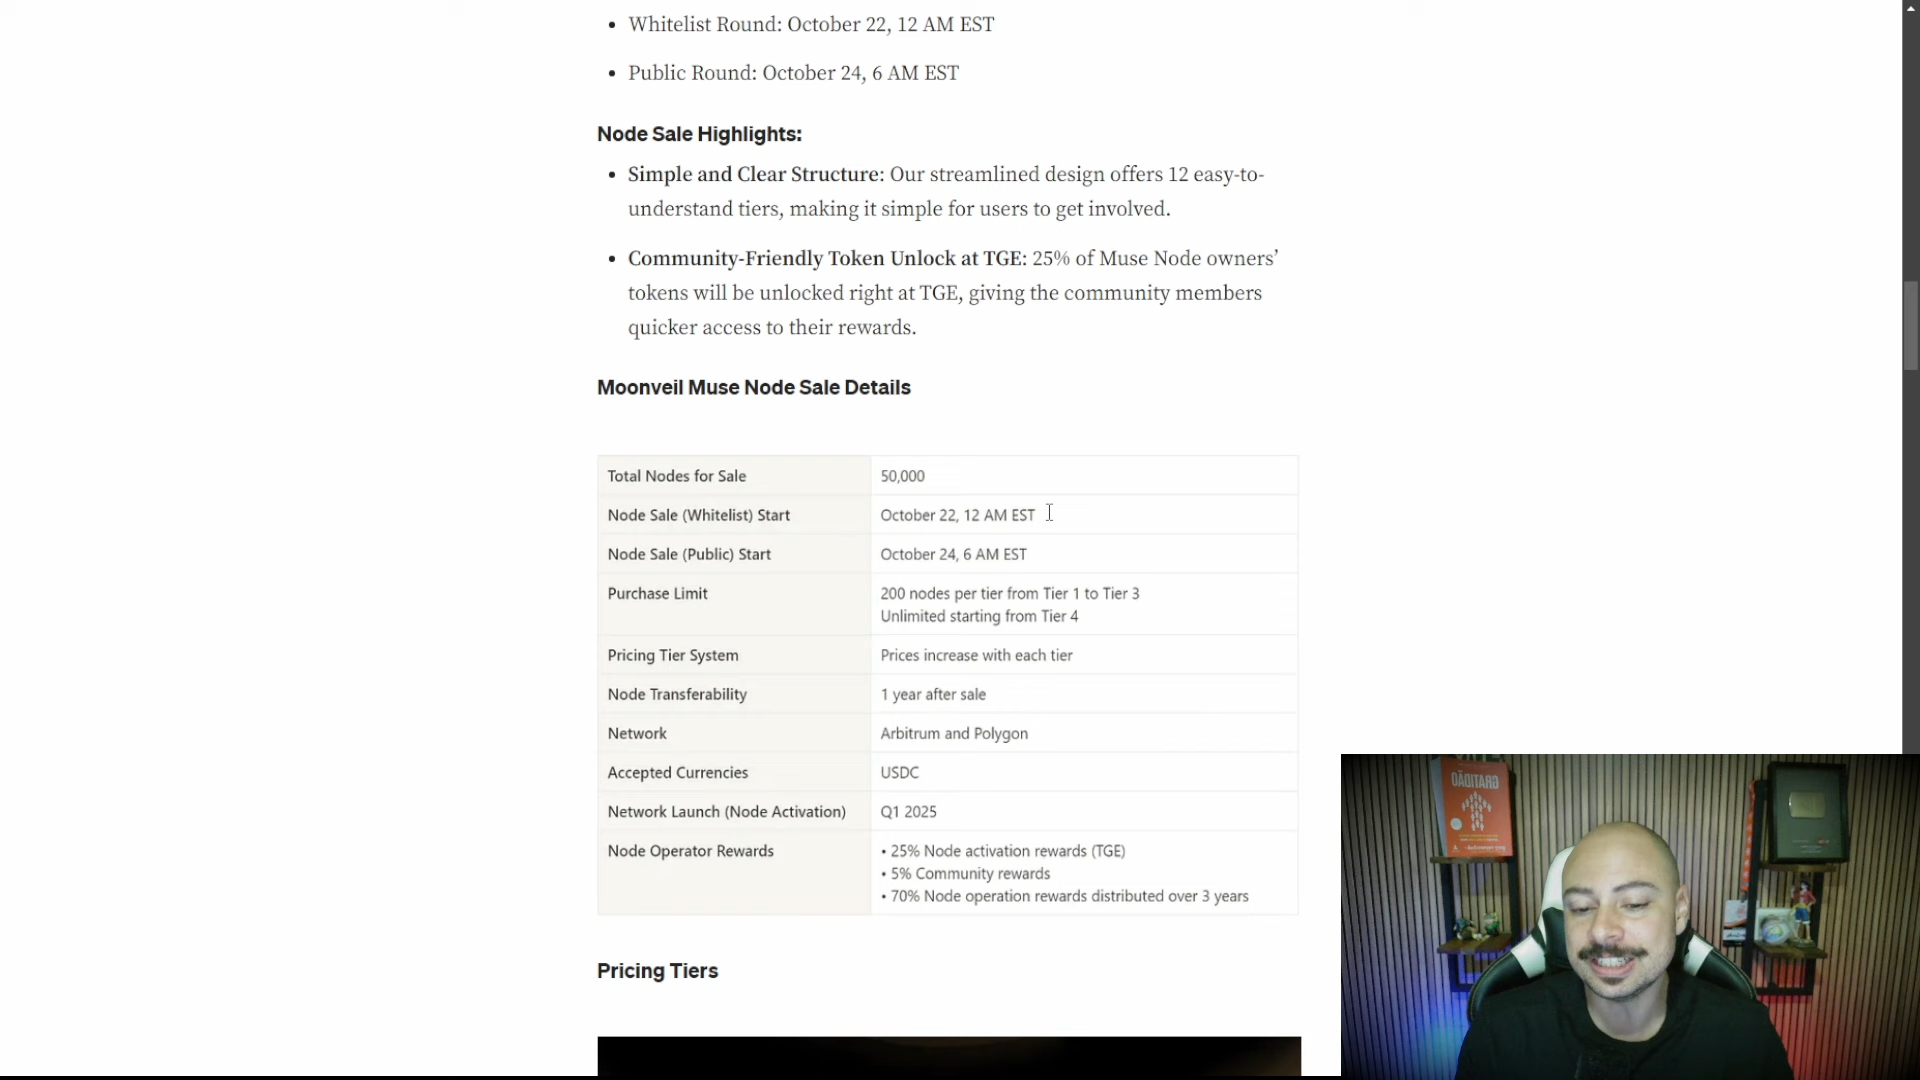 Whitelist Round: October 22, 12 AM EST
Public Round: October 24, 6 AM EST
Node Sale Highlights:
Simple and Clear Structure: Our streamlined design offers 12 easy-to-
understand tiers, making it simple for users to get involved.
Community-Friendly Token Unlock at TGE: 25% of Muse Node owners’
tokens will be unlocked right at TGE, giving the community members
quicker access to their rewards.
Moonveil Muse Node Sale Details
Total Nodes for Sale 50,000
Node Sale (Whitelist) Start October 22, 12 AM EST
Node Sale (Public) Start October 24, 6 AM EST
Purchase Limit 200 nodes per tier from Tier 1 to Tier 3
Unlimited starting from Tier 4
Pricing Tier System Prices increase with each tier
Node Transferability 1 year after sale
Network Arbitrum and Polygon
Accepted Currencies USDC
Network Launch (Node Activation) Q1 2025
Node Operator Rewards • 25% Node activation rewards (TGE)
• 5% Community rewards
• 70% Node operation rewards distributed over 3 years
Pricing Tiers
GRATIDÃO